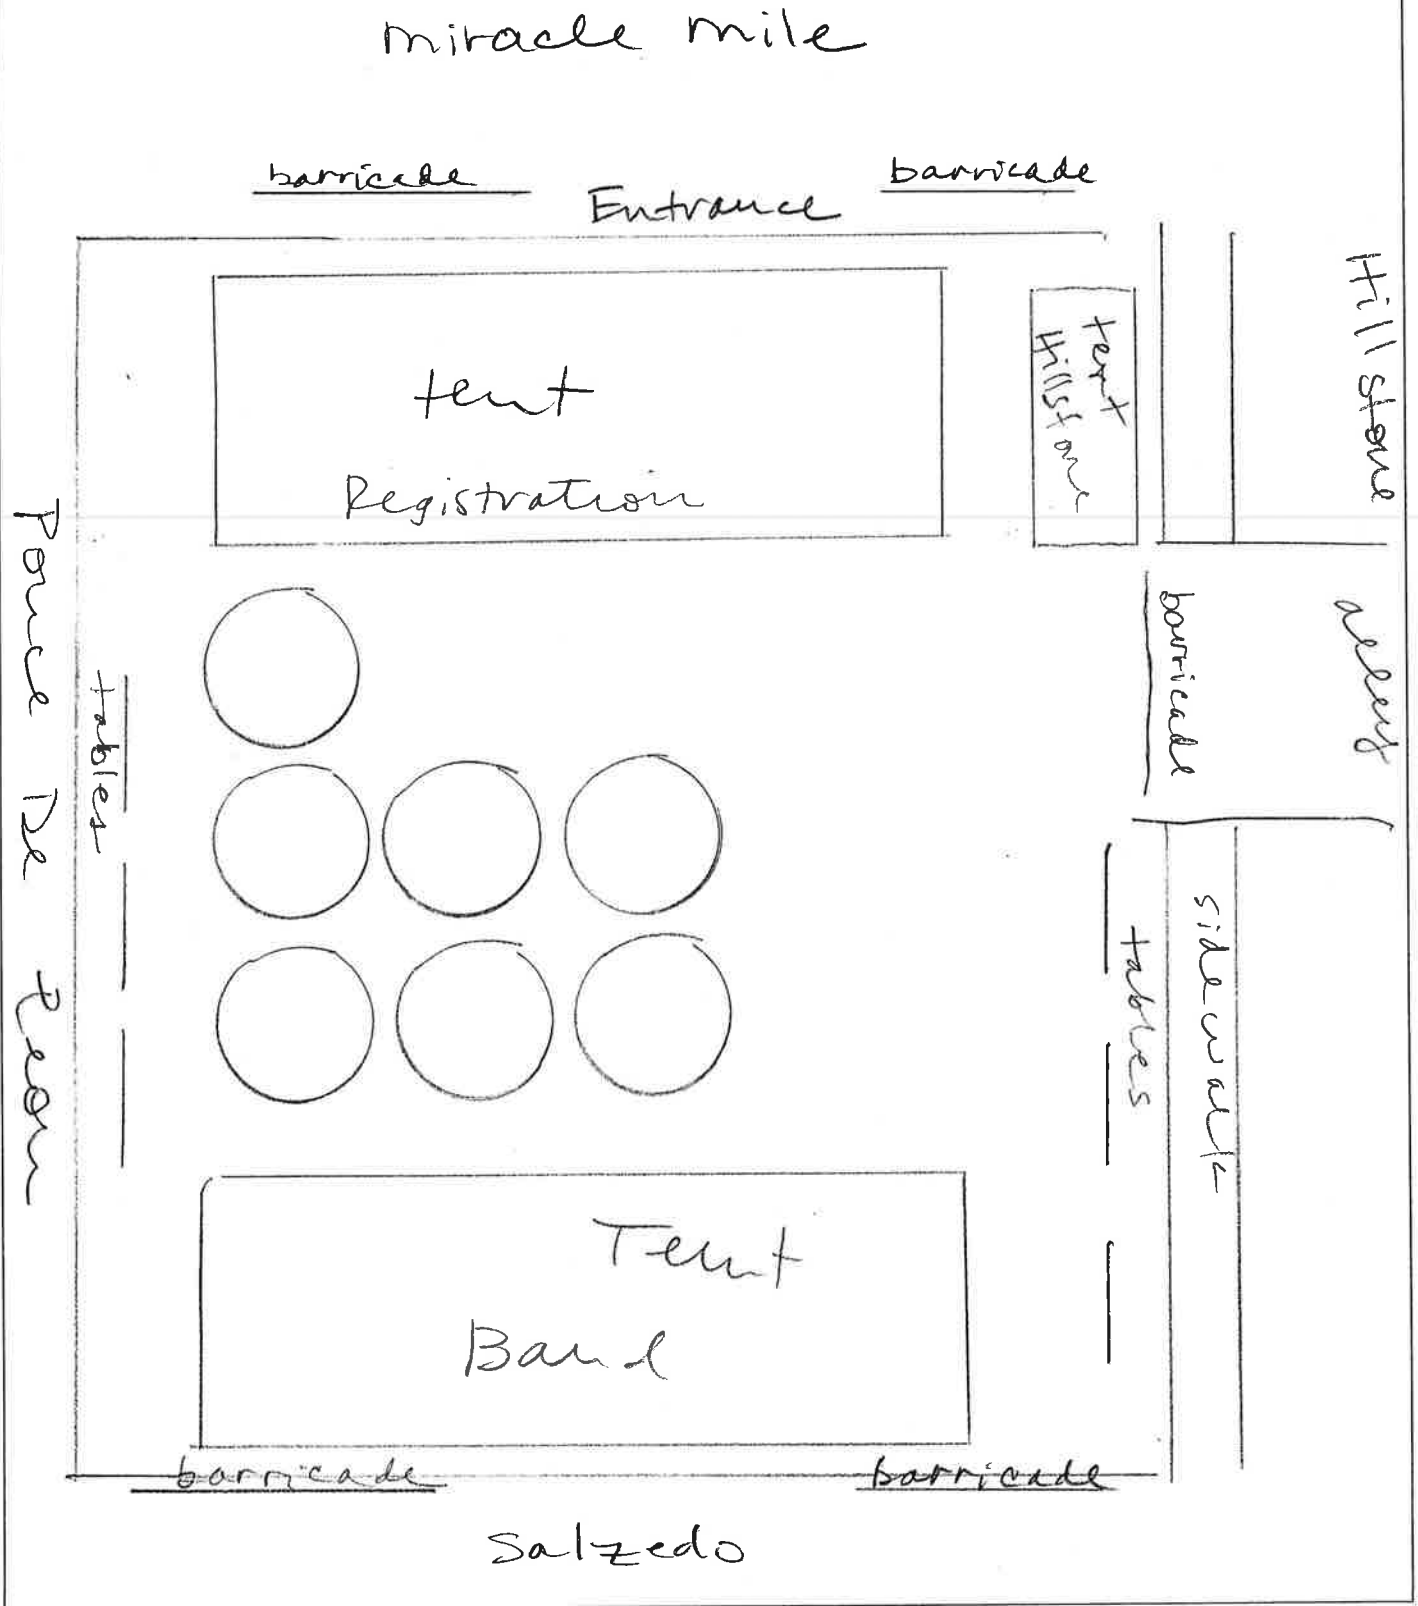 miracle mile
barricade
barricade
Entrance
Hillstone
tent
Hillstone
tent
Registration
Ponce De Leon
tables
barricade
alley
sidewalk
tables
Tent
Band
barricade
barricade
Salzedo